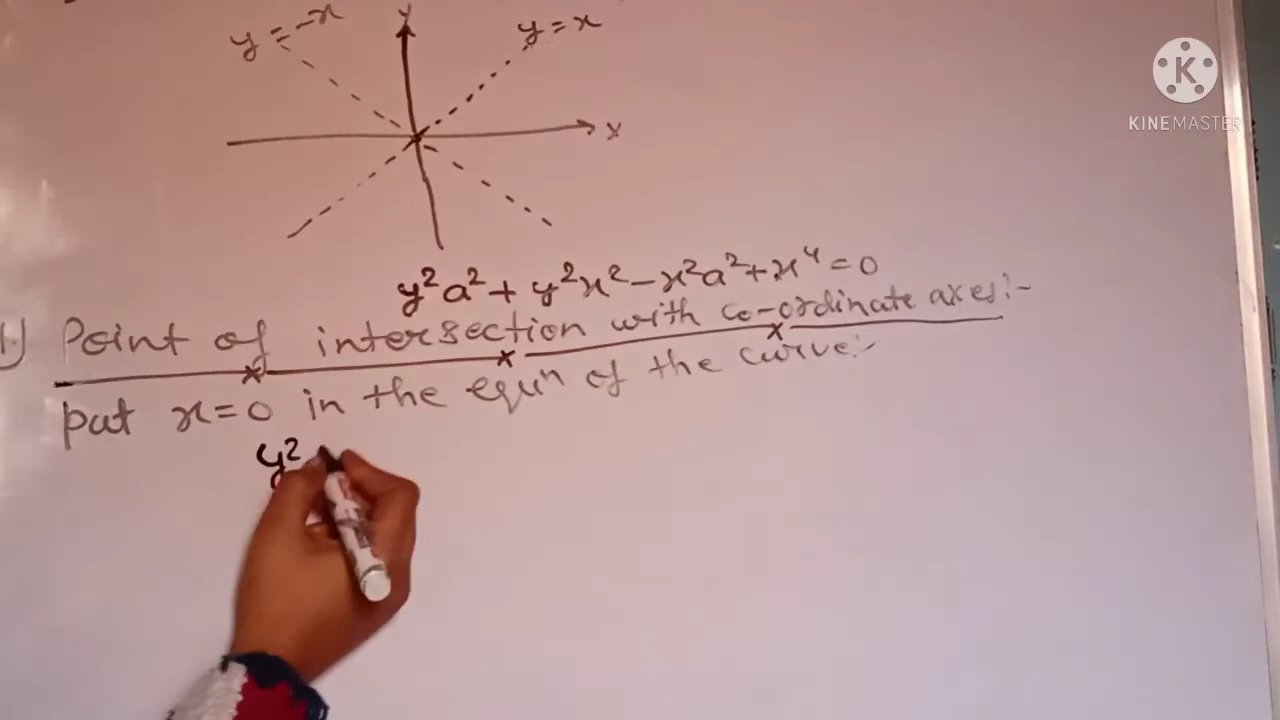 y = -x
y
y = x
x
y²a² + y²x² - x²a² + x⁴ = 0
1) Point of intersection with co-ordinate axes:-
put x = 0 in the equⁿ of the curve:-
y²
K
KINEMASTER